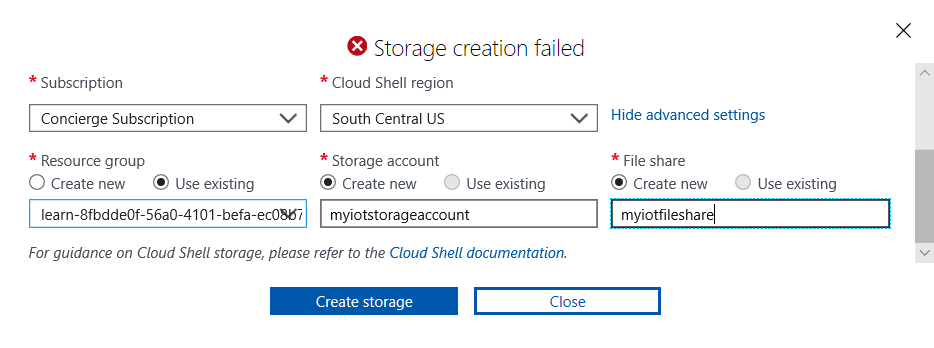 Storage creation failed
* Subscription
* Cloud Shell region
Concierge Subscription
South Central US
Hide advanced settings
* Resource group
* Storage account
* File share
Create new
Use existing
Create new
Use existing
Create new
Use existing
learn-8fbdde0f-56a0-4101-befa-ec08b7
myiotstorageaccount
myiotfileshare
For guidance on Cloud Shell storage, please refer to the Cloud Shell documentation.
Create storage
Close